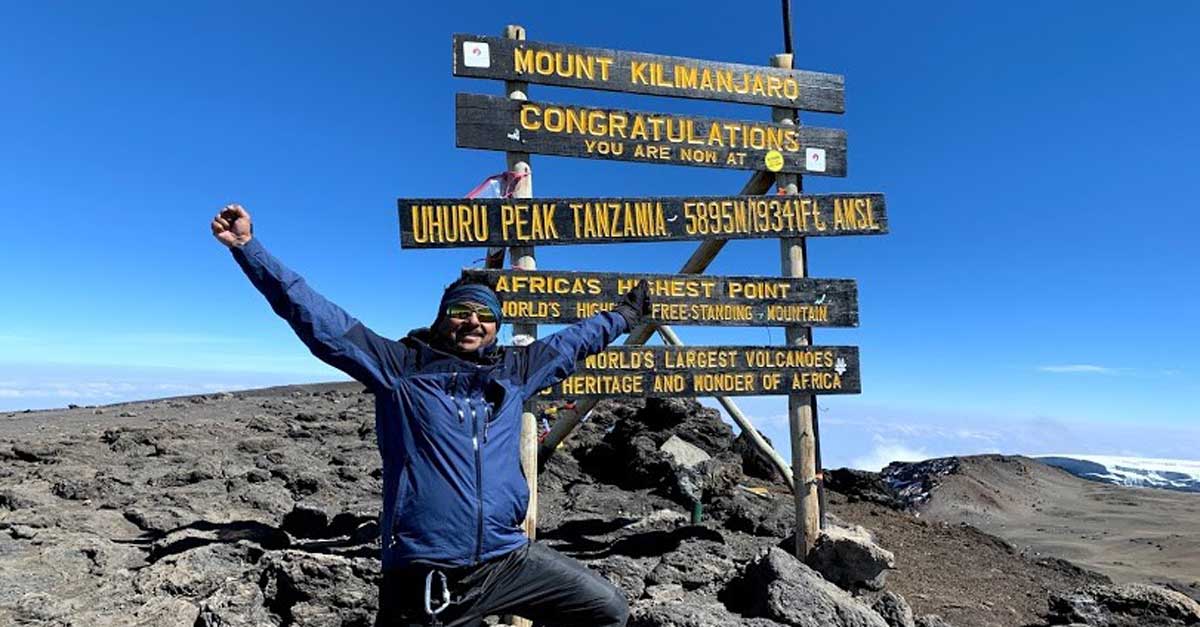 MOUNT KILIMANJARO
CONGRATULATIONS
YOU ARE NOW AT
UHURU PEAK TANZANIA 5895M/19341Ft. AMSL
AFRICA'S HIGHEST POINT
FREE-STANDING MOUNTAIN
WORLD'S LARGEST VOLCANOES
HERITAGE AND WONDER OF AFRICA